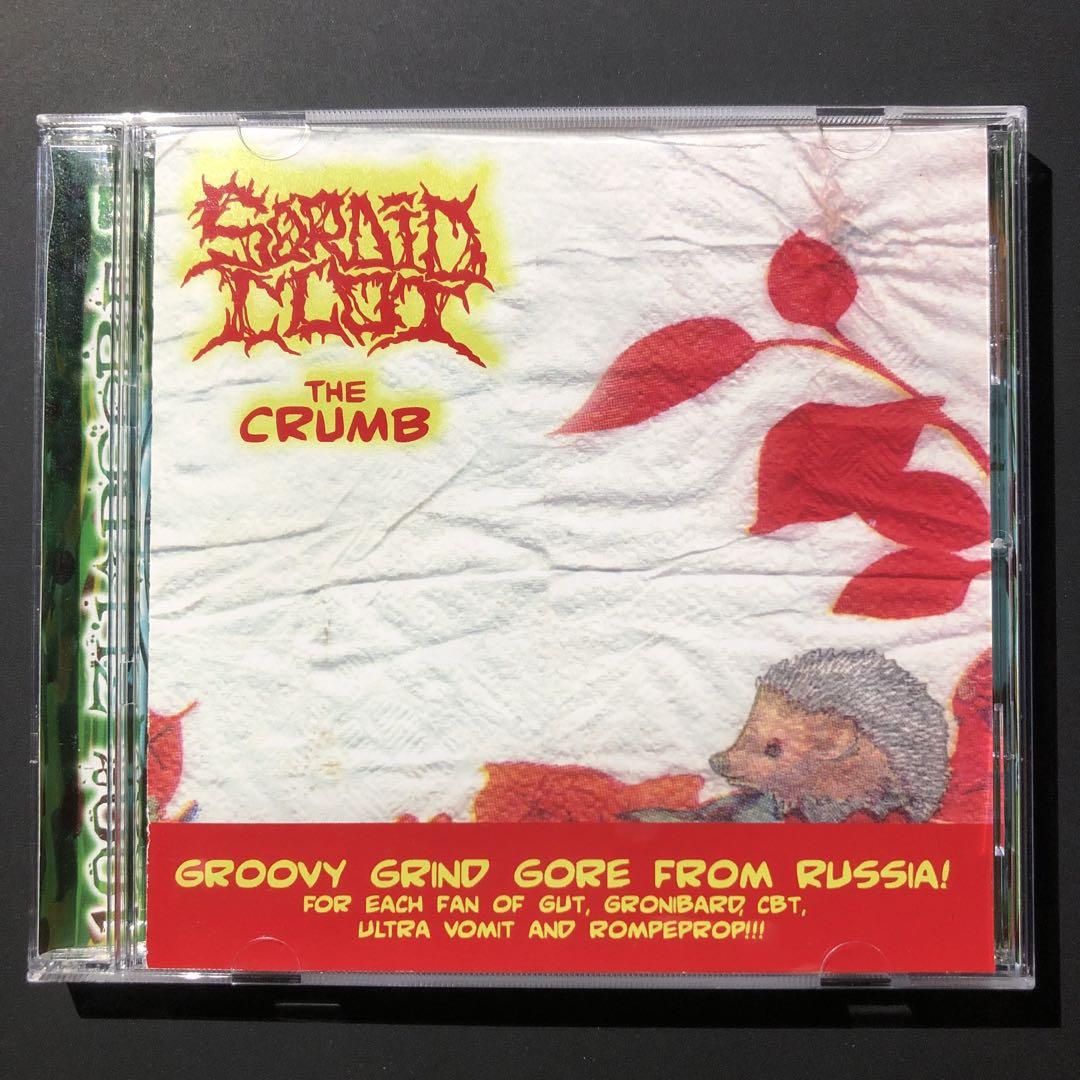 SORDID
CLOT
THE
CRUMB
GROOVY GRIND GORE FROM RUSSIA!
FOR EACH FAN OF GUT, GRONIBARD, CBT,
ULTRA VOMIT AND ROMPEPROP!!!